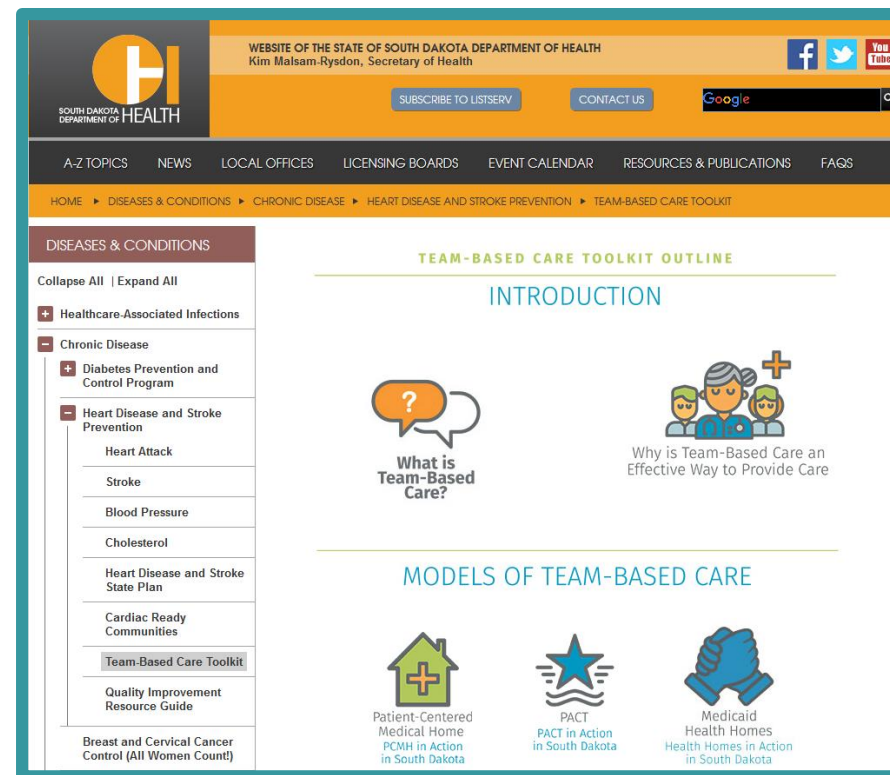 WEBSITE OF THE STATE OF SOUTH DAKOTA DEPARTMENT OF HEALTH
Kim Malsam-Rysdon, Secretary of Health
SOUTH DAKOTA
DEPARTMENT OF HEALTH
You
Tube
SUBSCRIBE TO LISTSERV
CONTACT US
Google
A-Z TOPICS NEWS LOCAL OFFICES LICENSING BOARDS EVENT CALENDAR RESOURCES & PUBLICATIONS FAQS
HOME ▶ DISEASES & CONDITIONS ▶ CHRONIC DISEASE ▶ HEART DISEASE AND STROKE PREVENTION ▶ TEAM-BASED CARE TOOLKIT
DISEASES & CONDITIONS
Collapse All | Expand All
Healthcare-Associated Infections
Chronic Disease
Diabetes Prevention and
Control Program
Heart Disease and Stroke
Prevention
Heart Attack
Stroke
Blood Pressure
Cholesterol
Heart Disease and Stroke
State Plan
Cardiac Ready
Communities
Team-Based Care Toolkit
Quality Improvement
Resource Guide
Breast and Cervical Cancer
Control (All Women Count!)
TEAM-BASED CARE TOOLKIT OUTLINE
INTRODUCTION
?
What is
Team-Based
Care?
Why is Team-Based Care an
Effective Way to Provide Care
MODELS OF TEAM-BASED CARE
Patient-Centered
Medical Home
PCMH in Action
in South Dakota
PACT
PACT in Action
in South Dakota
Medicaid
Health Homes
Health Homes in Action
in South Dakota